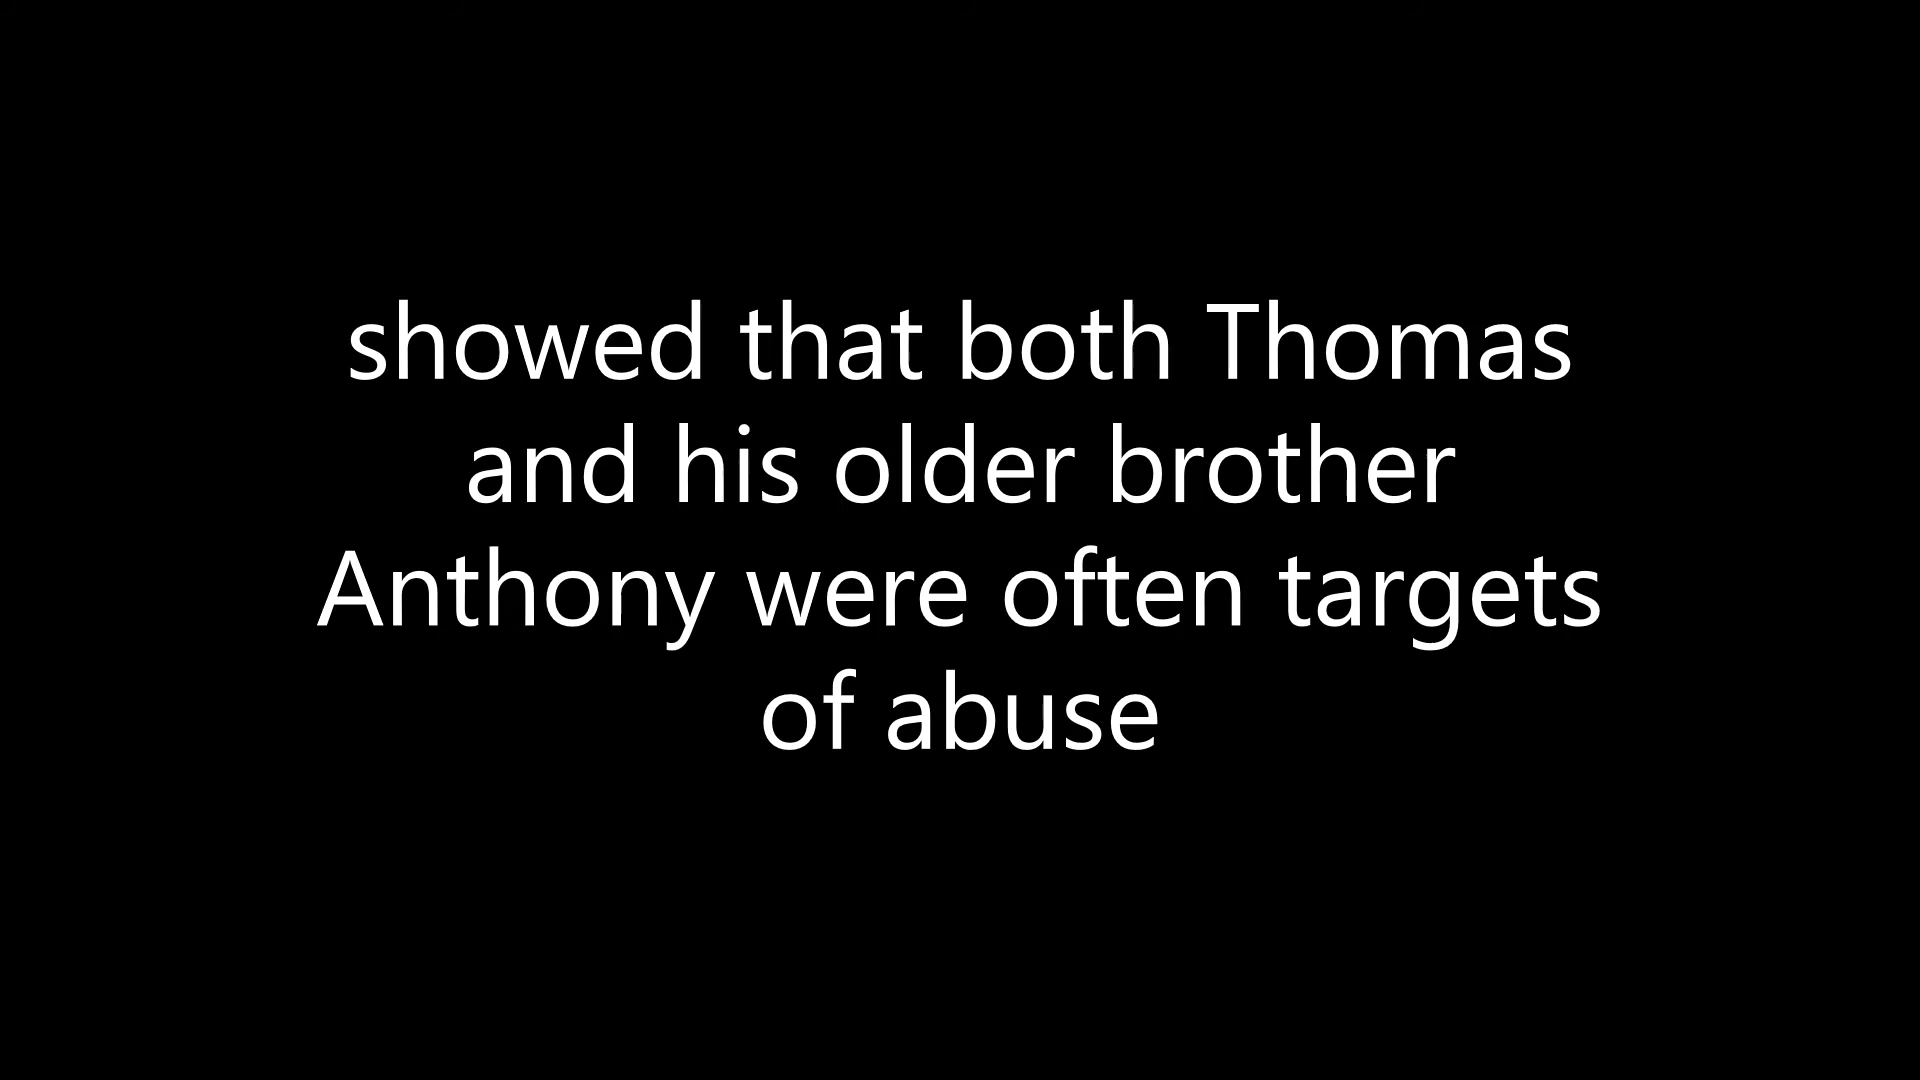 showed that both Thomas
and his older brother
Anthony were often targets
of abuse